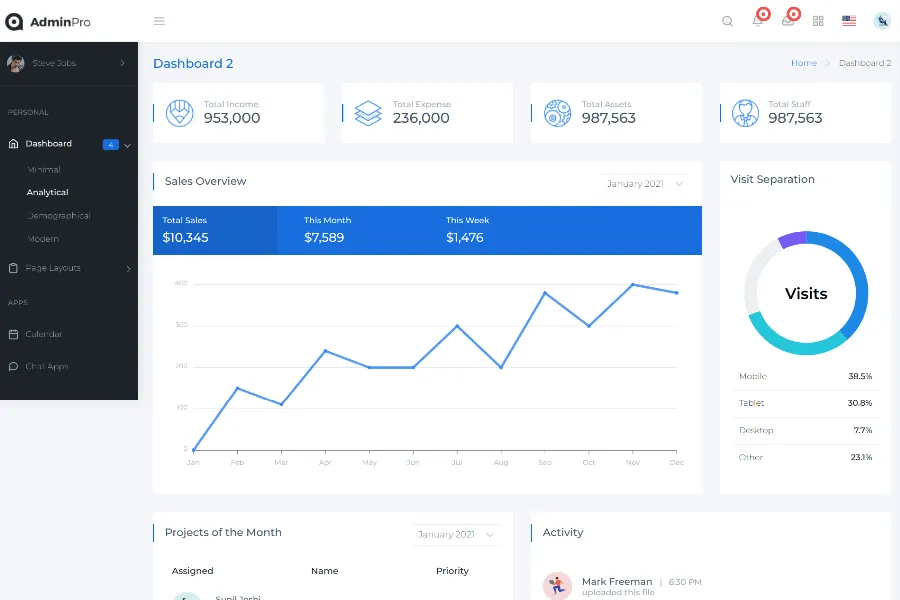 AdminPro
Steve Jobs
PERSONAL
Dashboard 4
Minimal
Analytical
Demographical
Modern
Page Layouts
APPS
Calendar
Chat Apps
Dashboard 2
Home > Dashboard 2
Total Income
953,000
Total Expense
236,000
Total Assets
987,563
Total Staff
987,563
Sales Overview
January 2021
Total Sales
$10,345
This Month
$7,589
This Week
$1,476
400
300
200
100
0
Jan Feb Mar Apr May Jun Jul Aug Sep Oct Nov Dec
Visit Separation
Visits
Mobile 38.5%
Tablet 30.8%
Desktop 7.7%
Other 23.1%
Projects of the Month
January 2021
Assigned Name Priority
Sunil Joshi
Activity
Mark Freeman | 6:30 PM
uploaded this file